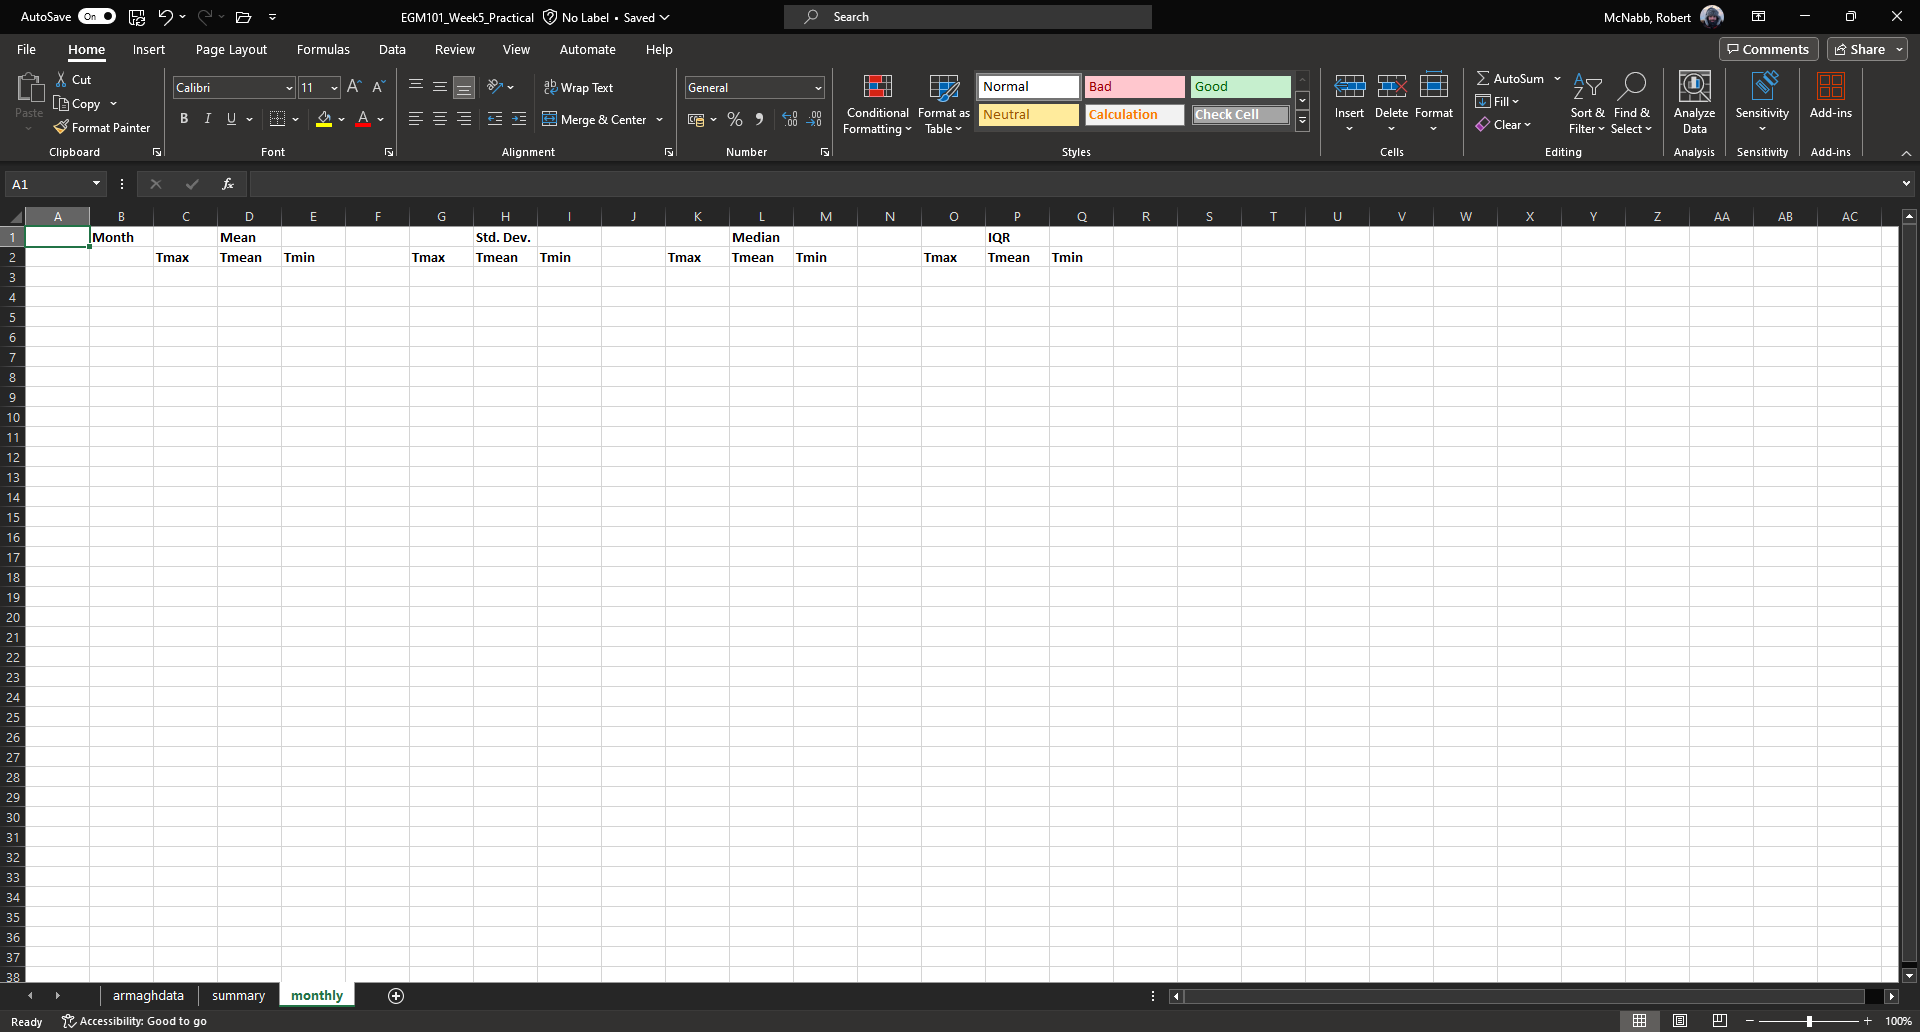 AutoSave On EGM101_Week5_Practical No Label • Saved Search McNabb, Robert
File Home Insert Page Layout Formulas Data Review View Automate Help Comments Share
Paste Cut Copy Format Painter Clipboard
Calibri 11 A A B I U A Font
ab Wrap Text Merge & Center Alignment
General % 9 .00 Number
Conditional Formatting Format as Table Normal Bad Good Neutral Calculation Check Cell Styles
Insert Delete Format Cells
AutoSum Fill Clear Sort & Filter Find & Select Editing
Analyze Data Analysis Sensitivity Sensitivity Add-ins Add-ins
A1 fx
A B C D E F G H I J K L M N O P Q R S T U V W X Y Z AA AB AC
1 Month Mean Std. Dev. Median IQR
2 Tmax Tmean Tmin Tmax Tmean Tmin Tmax Tmean Tmin Tmax Tmean Tmin
3
4
5
6
7
8
9
10
11
12
13
14
15
16
17
18
19
20
21
22
23
24
25
26
27
28
29
30
31
32
33
34
35
36
37
38
armaghdata summary monthly
Ready Accessibility: Good to go 100%